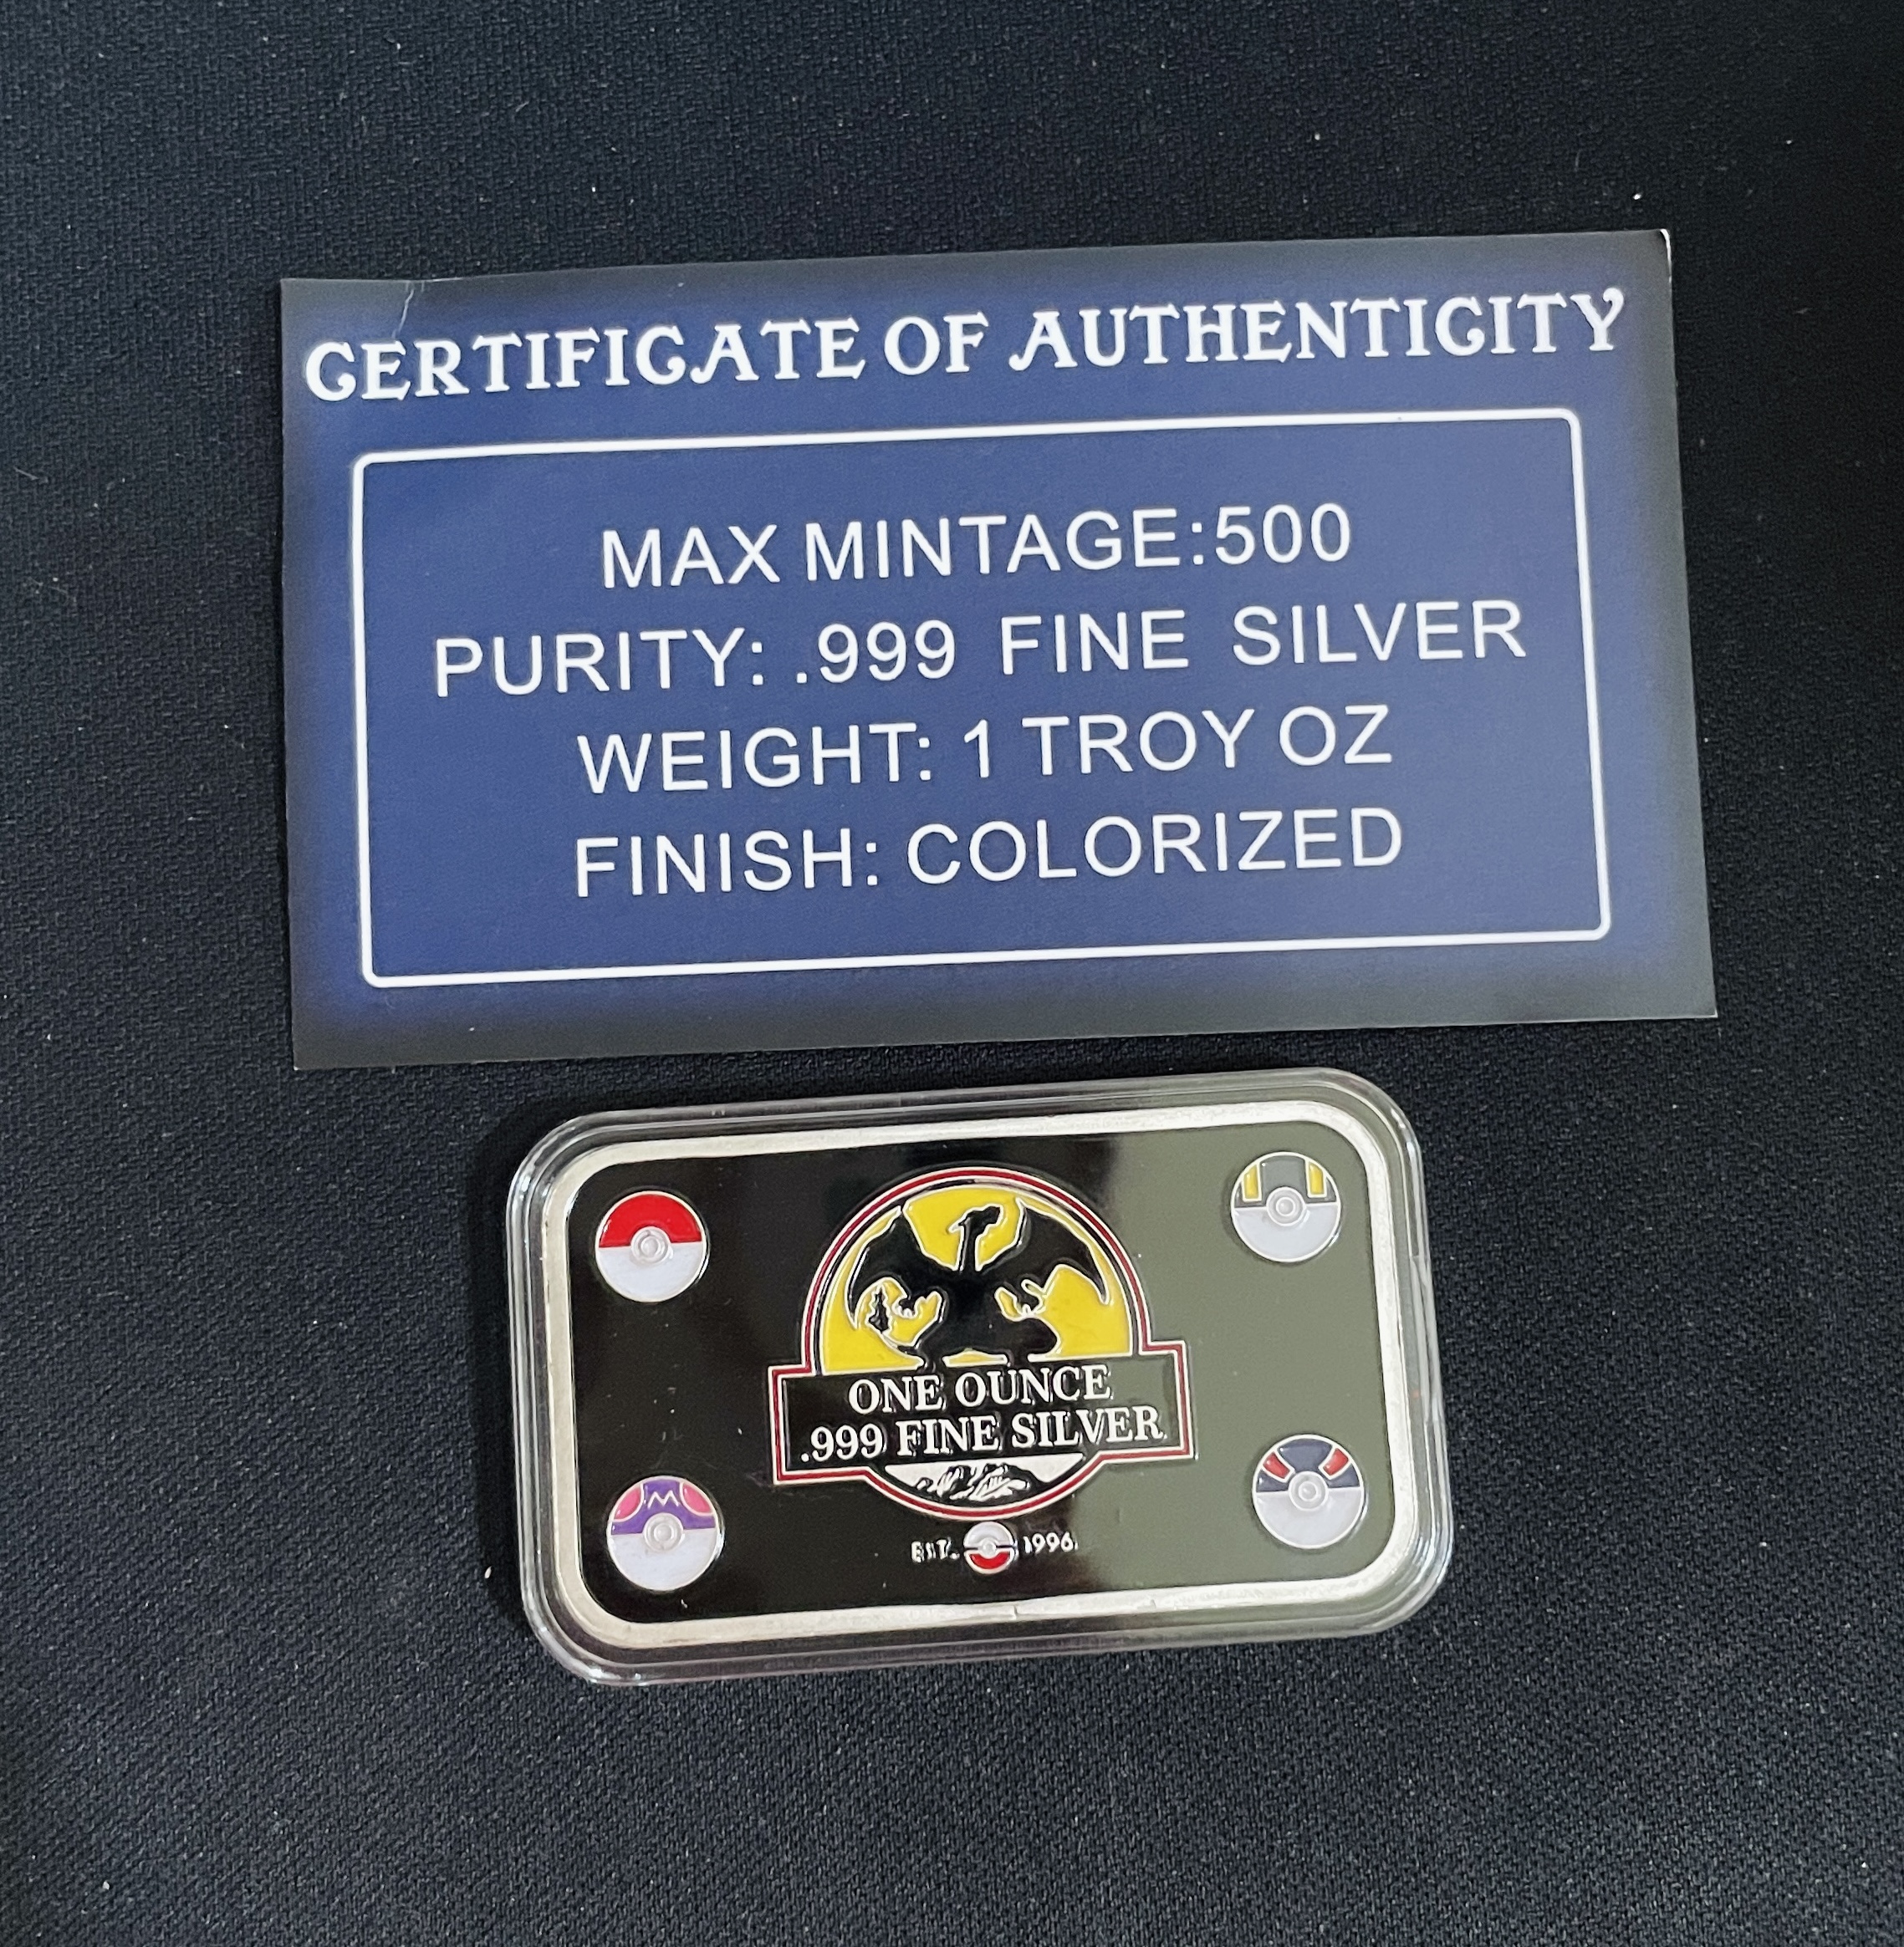 CERTIFICATE OF AUTHENTICITY
MAX MINTAGE:500
PURITY: .999 FINE SILVER
WEIGHT: 1 TROY OZ
FINISH: COLORIZED
ONE OUNCE
.999 FINE SILVER
M
EST. 1996